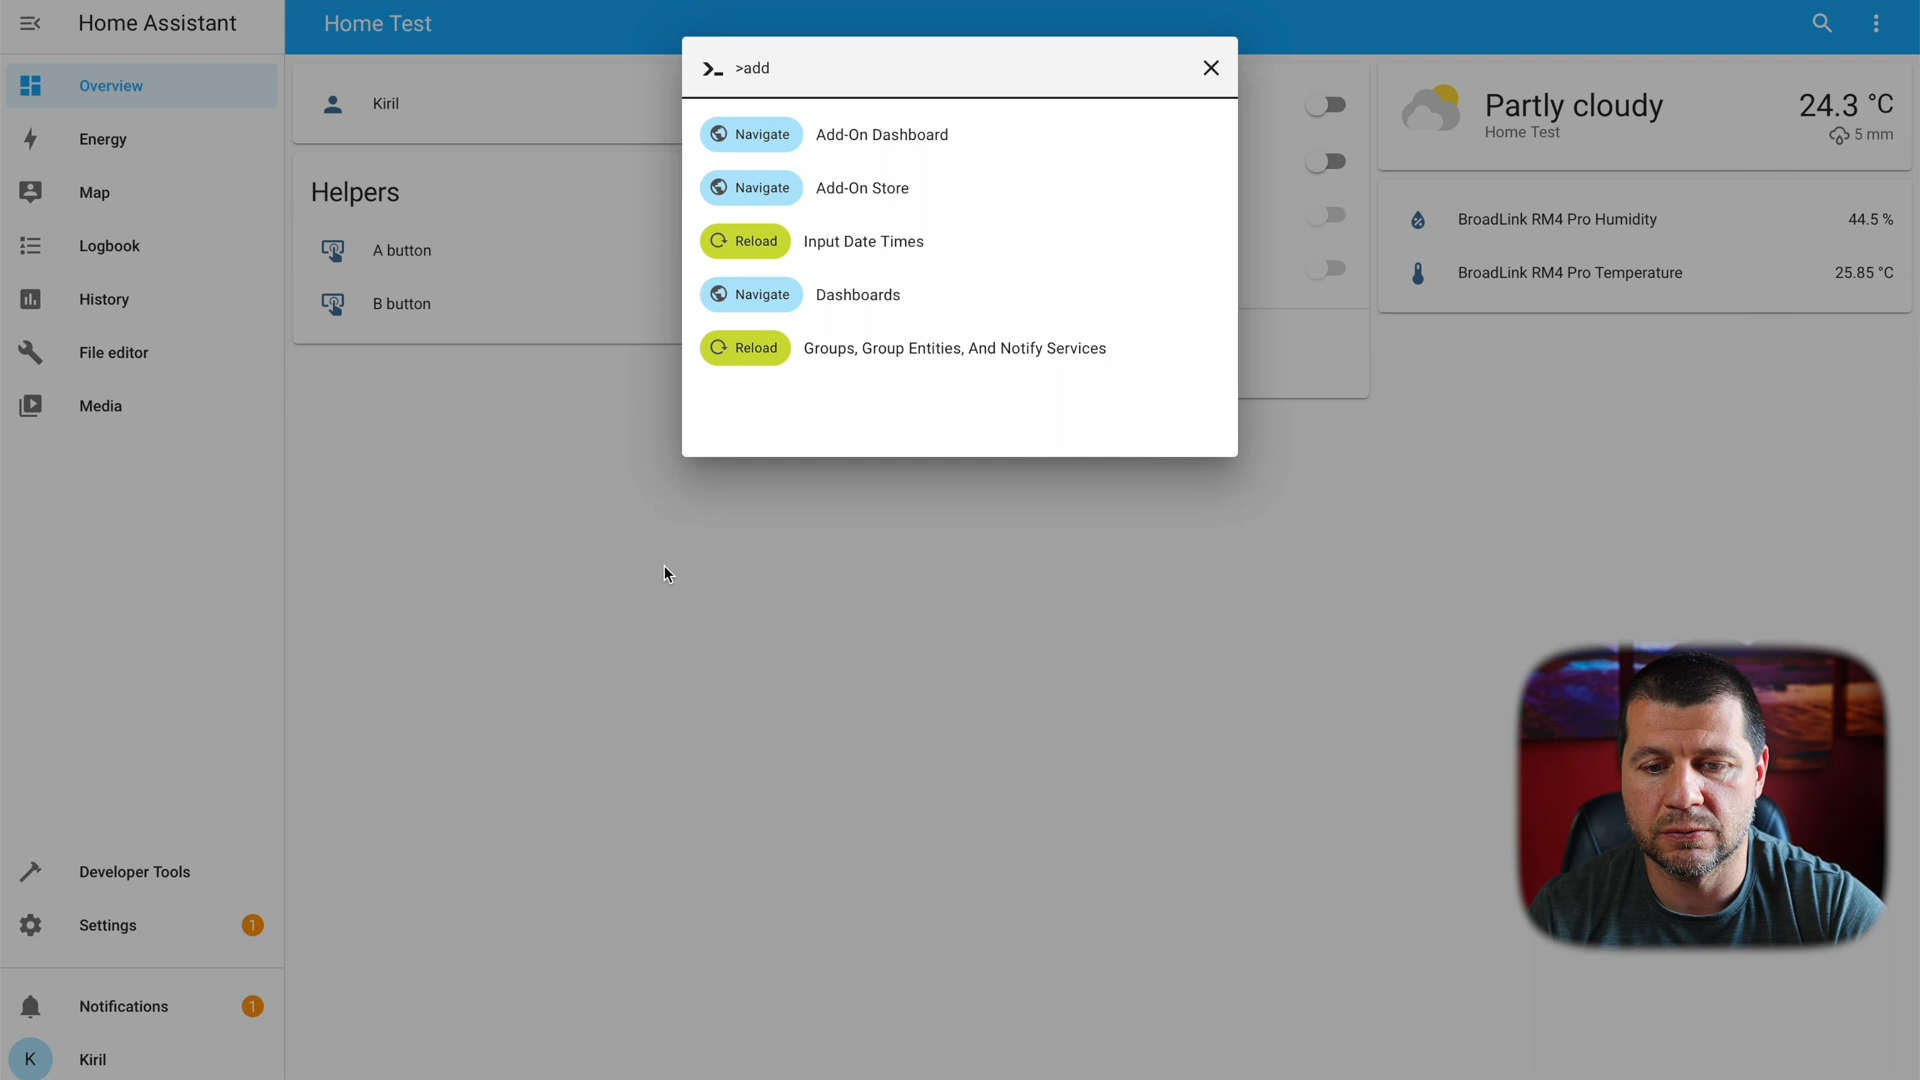 Home Assistant
Home Test
>add
Overview
Energy
Map
Logbook
History
File editor
Media
Kiril
Helpers
A button
B button
Navigate Add-On Dashboard
Navigate Add-On Store
Reload Input Date Times
Navigate Dashboards
Reload Groups, Group Entities, And Notify Services
Partly cloudy 24.3 °C
Home Test 5 mm
BroadLink RM4 Pro Humidity 44.5 %
BroadLink RM4 Pro Temperature 25.85 °C
Developer Tools
Settings 1
Notifications 1
K Kiril